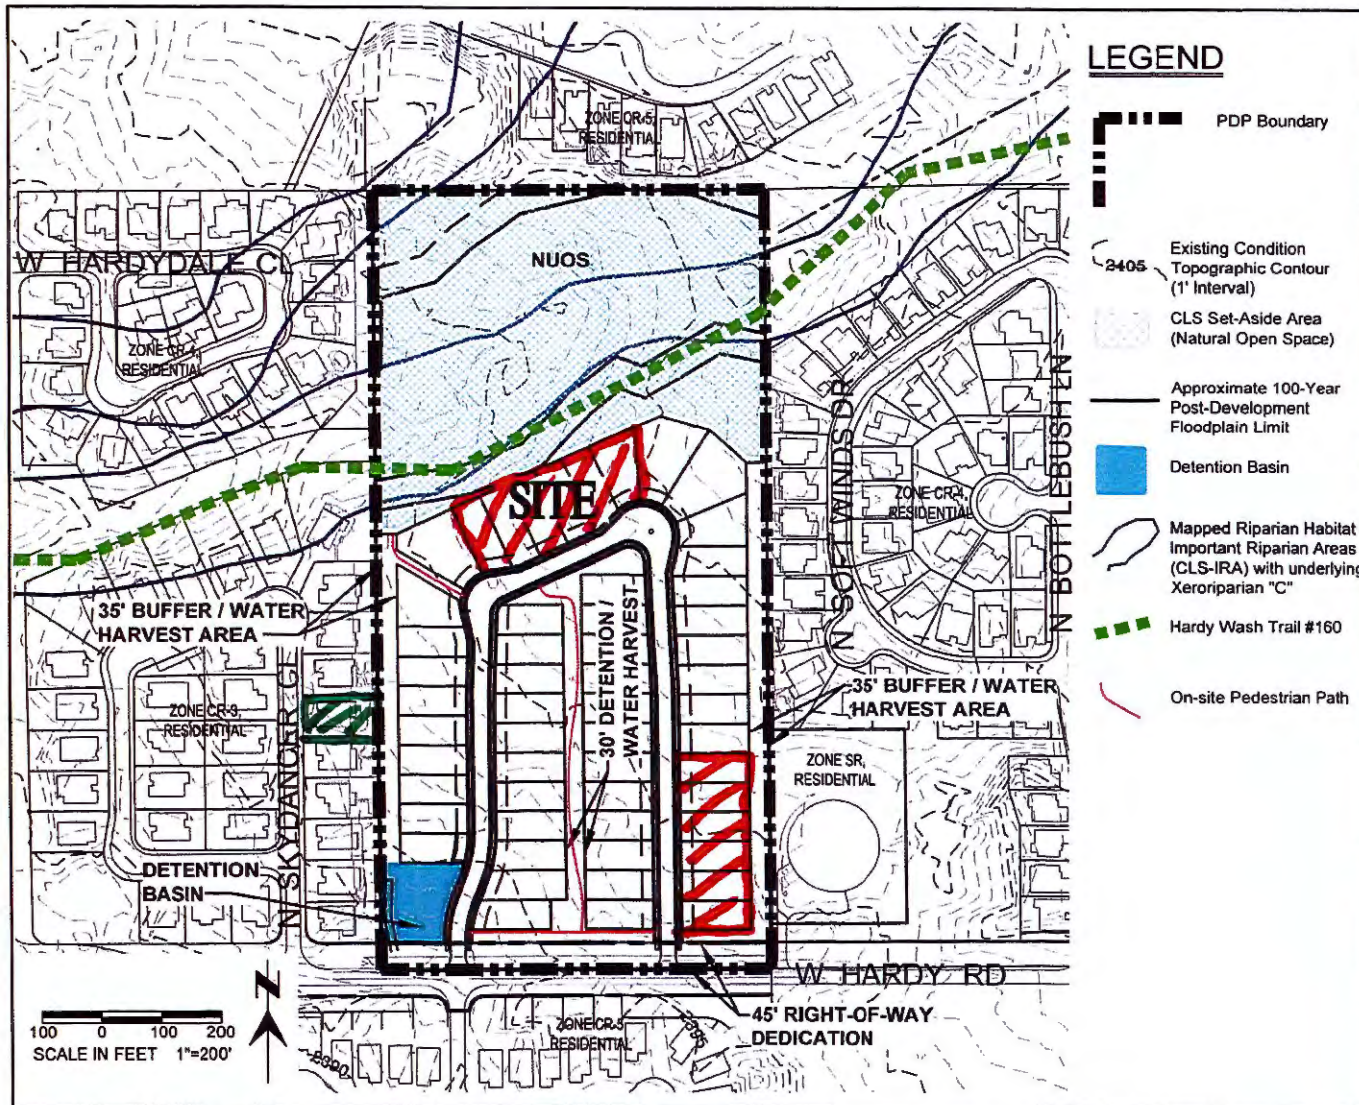 LEGEND
PDP Boundary
2405
Existing Condition
Topographic Contour
(1' Interval)
CLS Set-Aside Area
(Natural Open Space)
Approximate 100-Year
Post-Development
Floodplain Limit
Detention Basin
Mapped Riparian Habitat
Important Riparian Areas
(CLS-IRA) with underlying
Xeroriparian "C"
Hardy Wash Trail #160
On-site Pedestrian Path
ZONE CR-5,
RESIDENTIAL
W HARDYDALE CL
NUOS
ZONE CR-4,
RESIDENTIAL
SITE
N SOFTWINDS DR
ZONE CR-4,
RESIDENTIAL
N BOTTLEBUSH LN
35' BUFFER / WATER
HARVEST AREA
30' DETENTION /
WATER HARVEST
35' BUFFER / WATER
HARVEST AREA
ZONE CR-3,
RESIDENTIAL
N SKYDANCER CL
ZONE SR,
RESIDENTIAL
DETENTION
BASIN
W HARDY RD
45' RIGHT-OF-WAY
DEDICATION
ZONE CR-5
RESIDENTIAL
2395
2390
N
100 0 100 200
SCALE IN FEET 1"=200'